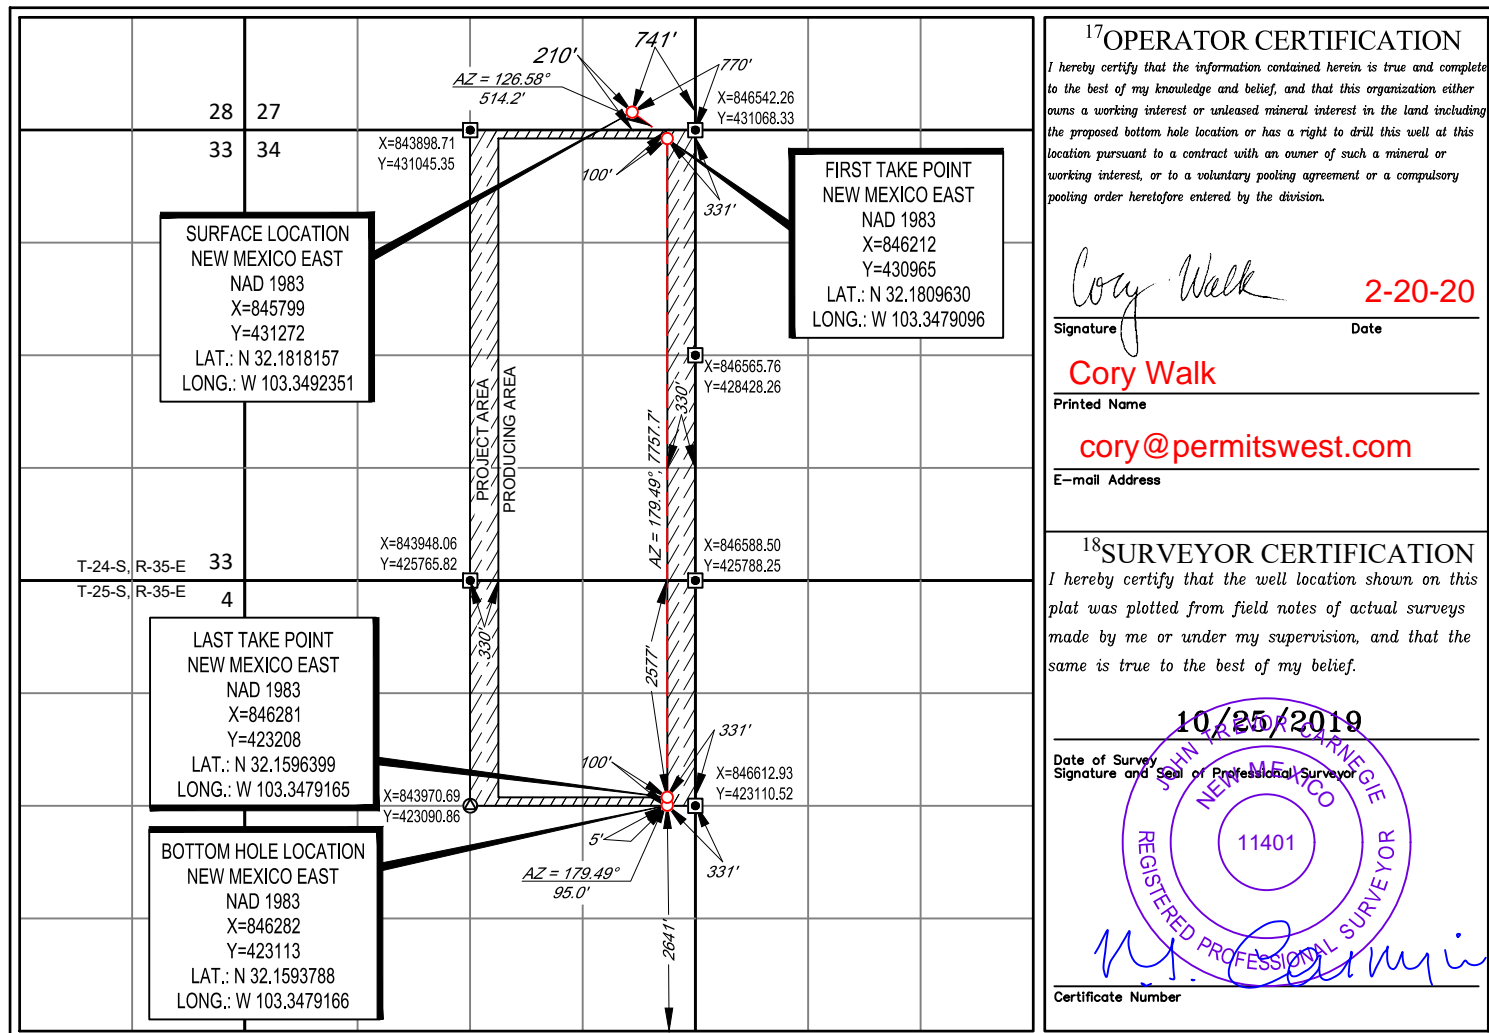 28 27
33 34
210'
741'
770'
AZ = 126.58°
514.2'
X=846542.26
Y=431068.33
X=843898.71
Y=431045.35
100'
331'
FIRST TAKE POINT
NEW MEXICO EAST
NAD 1983
X=846212
Y=430965
LAT.: N 32.1809630
LONG.: W 103.3479096
SURFACE LOCATION
NEW MEXICO EAST
NAD 1983
X=845799
Y=431272
LAT.: N 32.1818157
LONG.: W 103.3492351
X=846565.76
Y=428428.26
330'
PROJECT AREA
PRODUCING AREA
AZ = 179.49°, 7757.7'
X=843948.06
Y=425765.82
X=846588.50
Y=425788.25
T-24-S, R-35-E 33
T-25-S, R-35-E
4
330'
2577'
LAST TAKE POINT
NEW MEXICO EAST
NAD 1983
X=846281
Y=423208
LAT.: N 32.1596399
LONG.: W 103.3479165
331'
100'
X=846612.93
Y=423110.52
X=843970.69
Y=423090.86
5'
AZ = 179.49°
95.0'
331'
2641'
BOTTOM HOLE LOCATION
NEW MEXICO EAST
NAD 1983
X=846282
Y=423113
LAT.: N 32.1593788
LONG.: W 103.3479166
17 OPERATOR CERTIFICATION
I hereby certify that the information contained herein is true and complete
to the best of my knowledge and belief, and that this organization either
owns a working interest or unleased mineral interest in the land including
the proposed bottom hole location or has a right to drill this well at this
location pursuant to a contract with an owner of such a mineral or
working interest, or to a voluntary pooling agreement or a compulsory
pooling order heretofore entered by the division.
Cory Walk
2-20-20
Signature Date
Cory Walk
Printed Name
cory@permitswest.com
E-mail Address
18 SURVEYOR CERTIFICATION
I hereby certify that the well location shown on this
plat was plotted from field notes of actual surveys
made by me or under my supervision, and that the
same is true to the best of my belief.
10/25/2019
Date of Survey
Signature and Seal of Professional Surveyor
JOHN TREVOR CARNEGIE
NEW MEXICO
11401
REGISTERED PROFESSIONAL SURVEYOR
Certificate Number